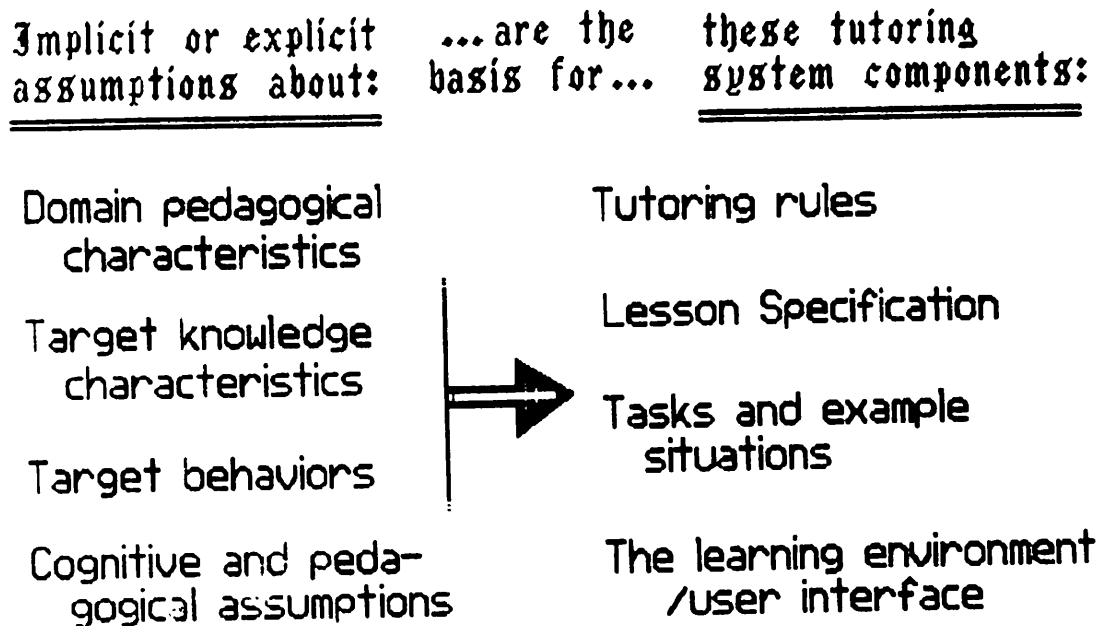 Implicit or explicit
assumptions about:
...are the
basis for...
these tutoring
system components:
Domain pedagogical
characteristics
Target knowledge
characteristics
Target behaviors
Cognitive and peda-
gogical assumptions
Tutoring rules
Lesson Specification
Tasks and example
situations
The learning environment
/user interface